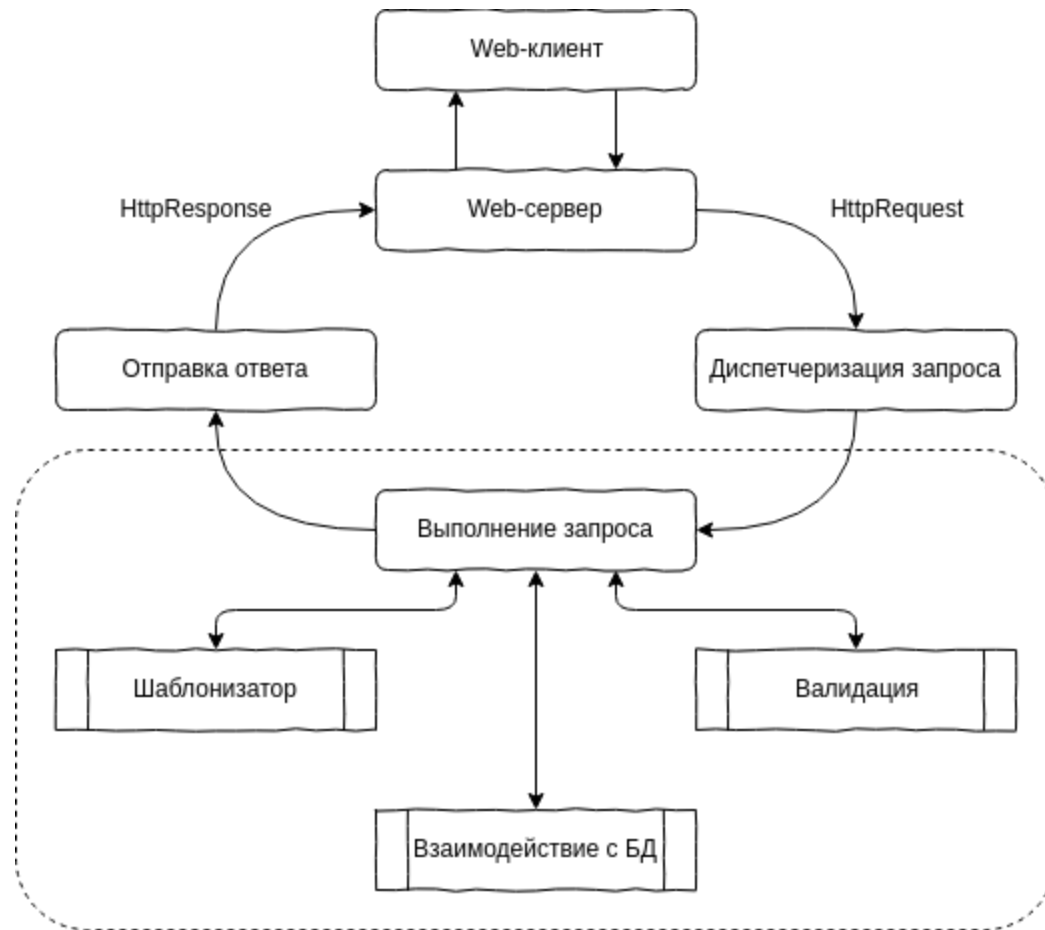 Web-клиент
Web-сервер
HttpResponse
HttpRequest
Отправка ответа
Диспетчеризация запроса
Выполнение запроса
Шаблонизатор
Валидация
Взаимодействие с БД